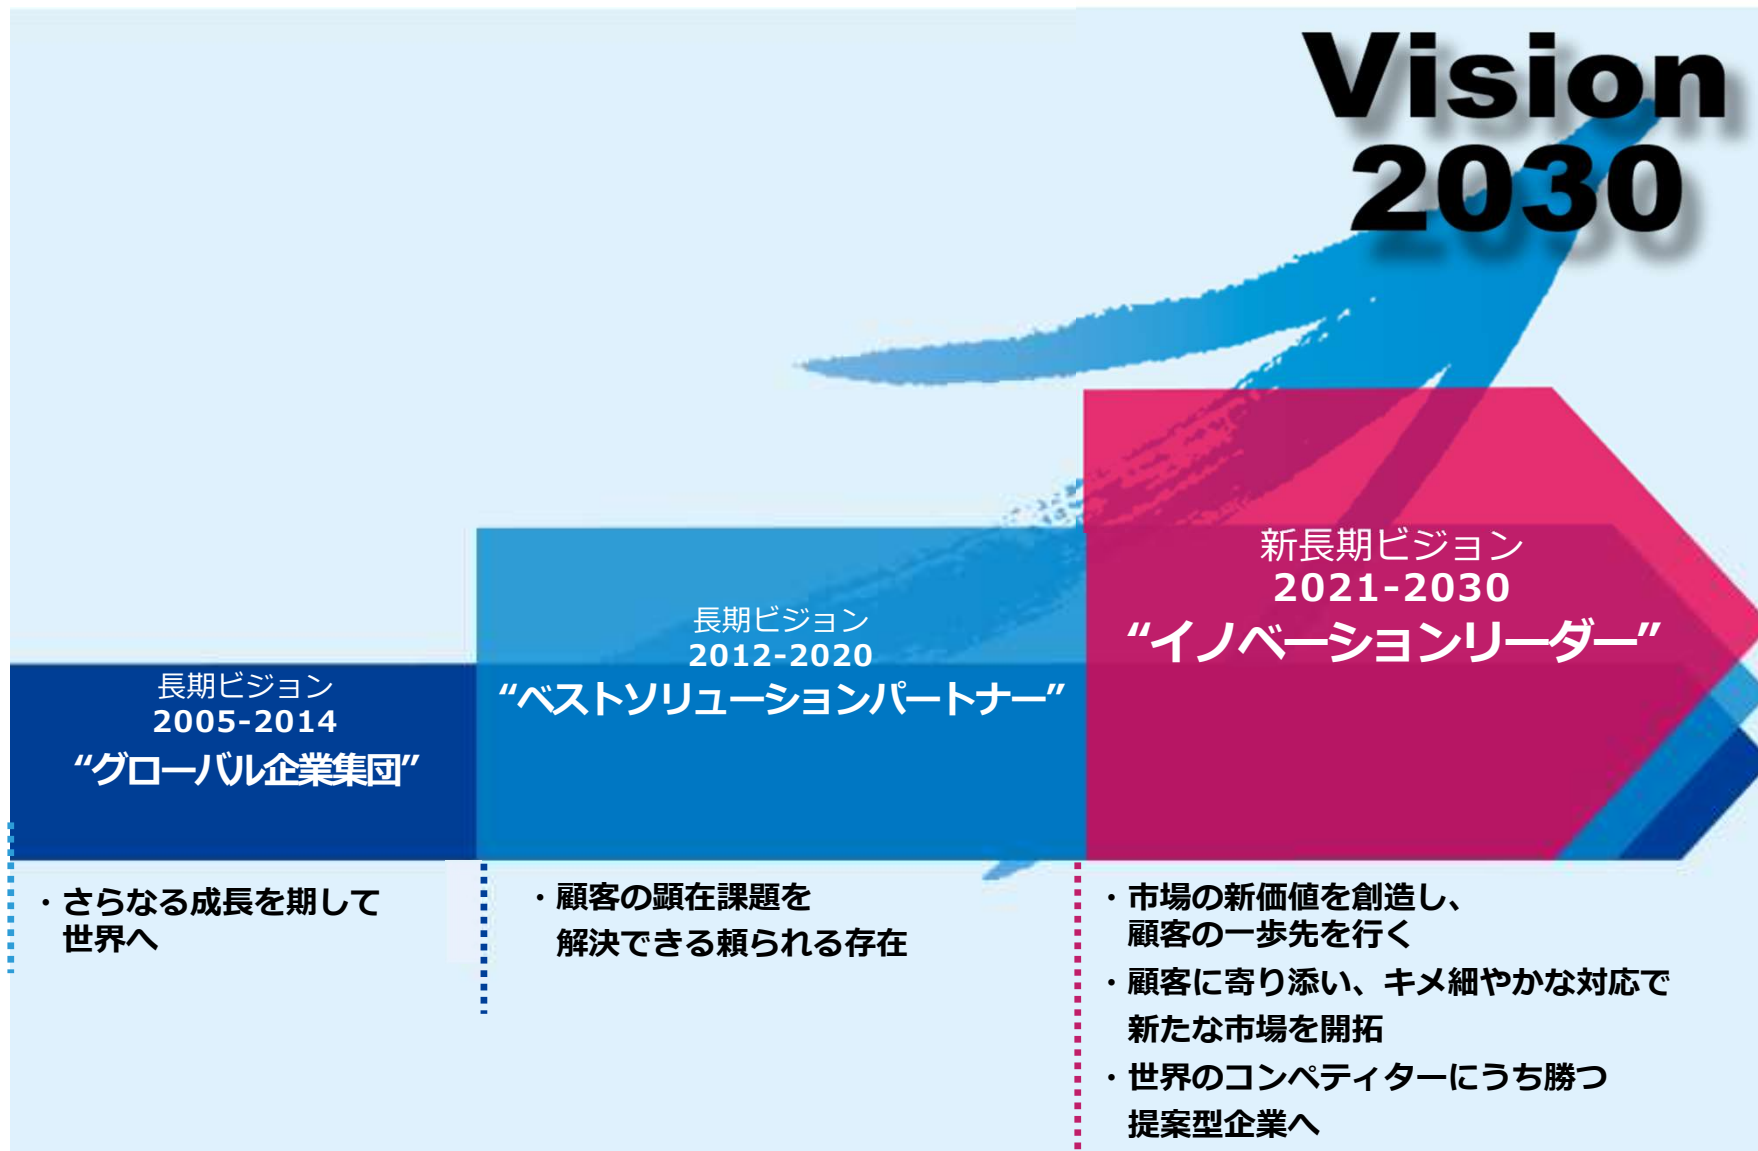 Vision
2030
長期ビジョン
2005-2014
“グローバル企業集団”
・さらなる成長を期して
世界へ
長期ビジョン
2012-2020
“ベストソリューションパートナー”
・顧客の顕在課題を
解決できる頼られる存在
新長期ビジョン
2021-2030
“イノベーションリーダー”
・市場の新価値を創造し、
顧客の一歩先を行く
・顧客に寄り添い、キメ細やかな対応で
新たな市場を開拓
・世界のコンペティターにうち勝つ
提案型企業へ